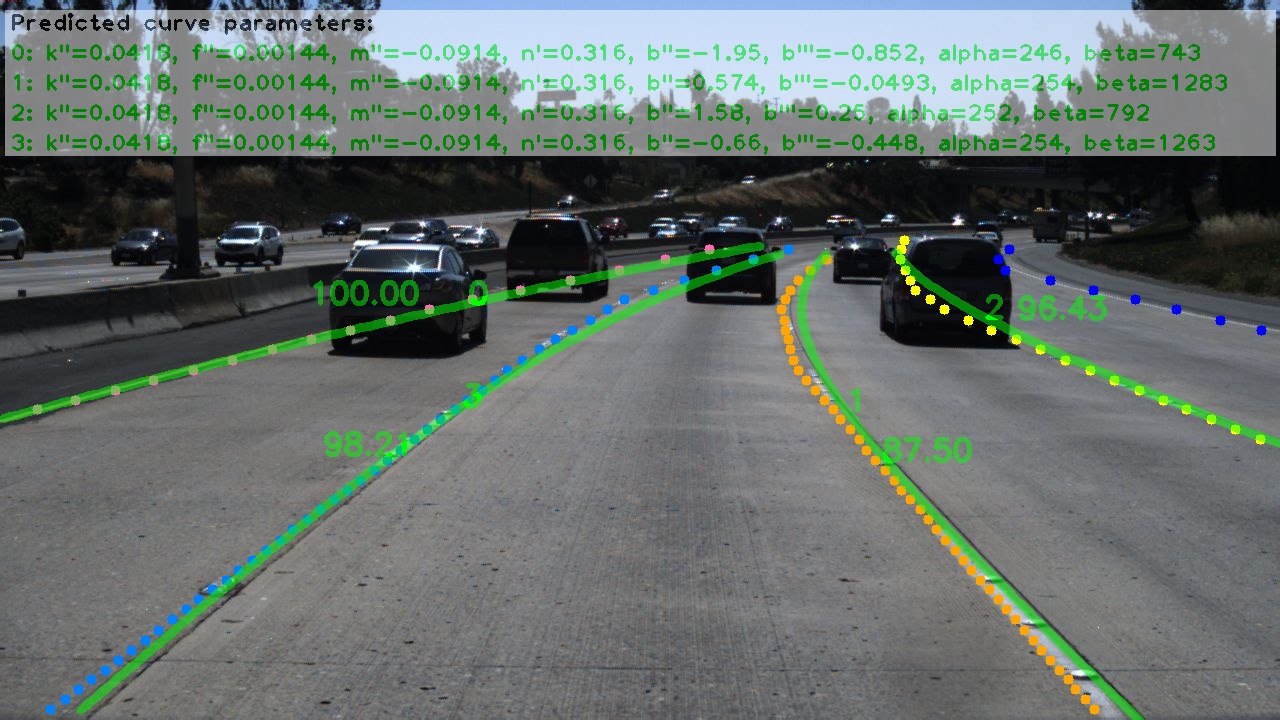 Predicted curve parameters:
0: k''=0.0418, f''=0.00144, m''=−0.0914, n'=0.316, b''=−1.95, b'''=−0.852, alpha=246, beta=743
1: k''=0.0418, f''=0.00144, m''=−0.0914, n'=0.316, b''=0.574, b'''=−0.0493, alpha=254, beta=1283
2: k''=0.0418, f''=0.00144, m''=−0.0914, n'=0.316, b''=1.58, b'''=0.25, alpha=252, beta=792
3: k''=0.0418, f''=0.00144, m''=−0.0914, n'=0.316, b''=−0.66, b'''=−0.448, alpha=254, beta=1263
100.00 0
2 96.43
3
1
98.21
87.50